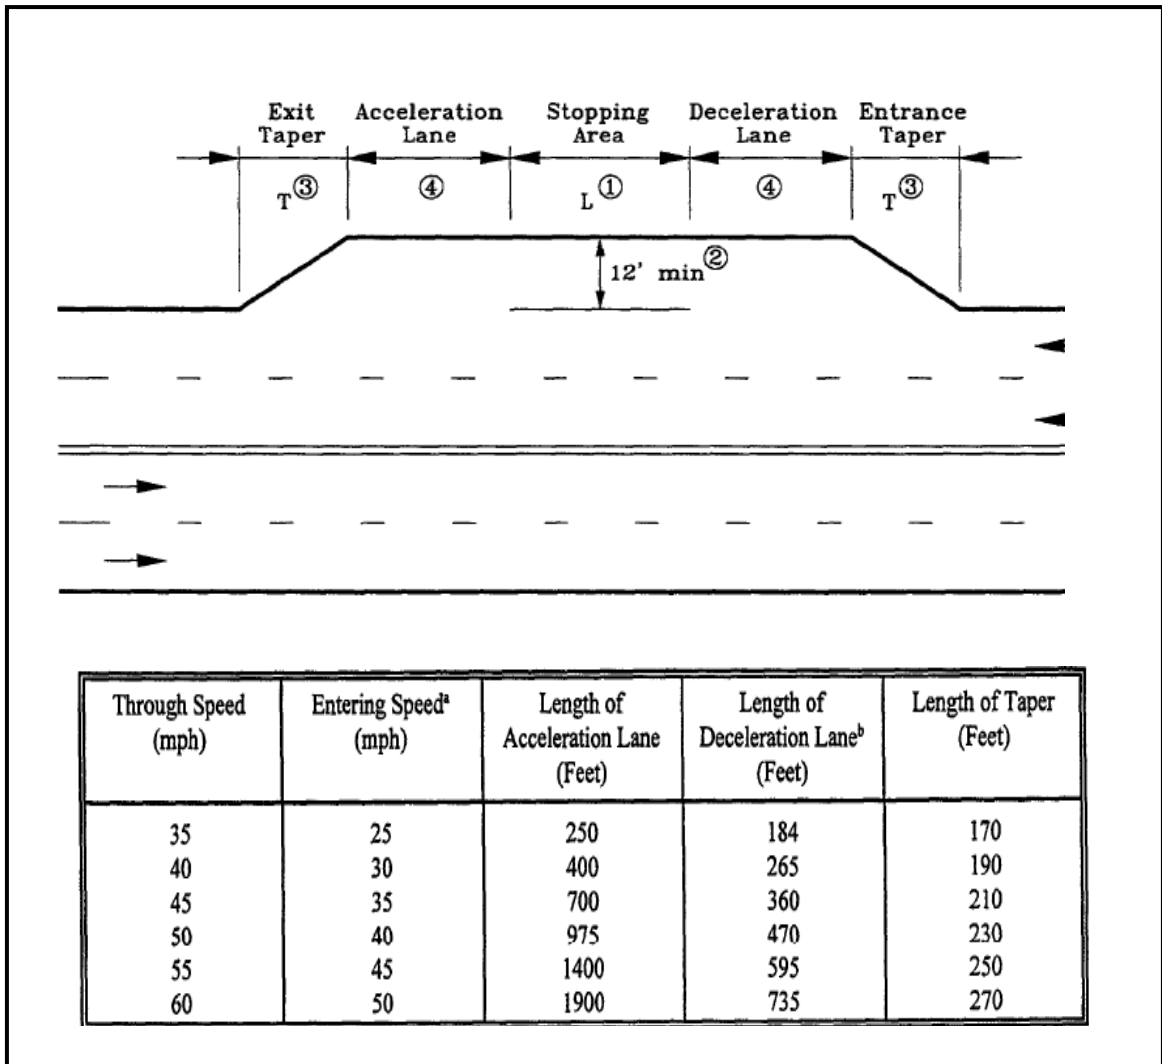 Exit Acceleration Stopping Deceleration Entrance
Taper Lane Area Lane Taper
T③ ④ L① ④ T③
12' min②
Through Speed Entering Speedᵃ Length of Length of Length of Taper
(mph) (mph) Acceleration Lane Deceleration Laneᵇ (Feet)
(Feet) (Feet)
35 25 250 184 170
40 30 400 265 190
45 35 700 360 210
50 40 975 470 230
55 45 1400 595 250
60 50 1900 735 270